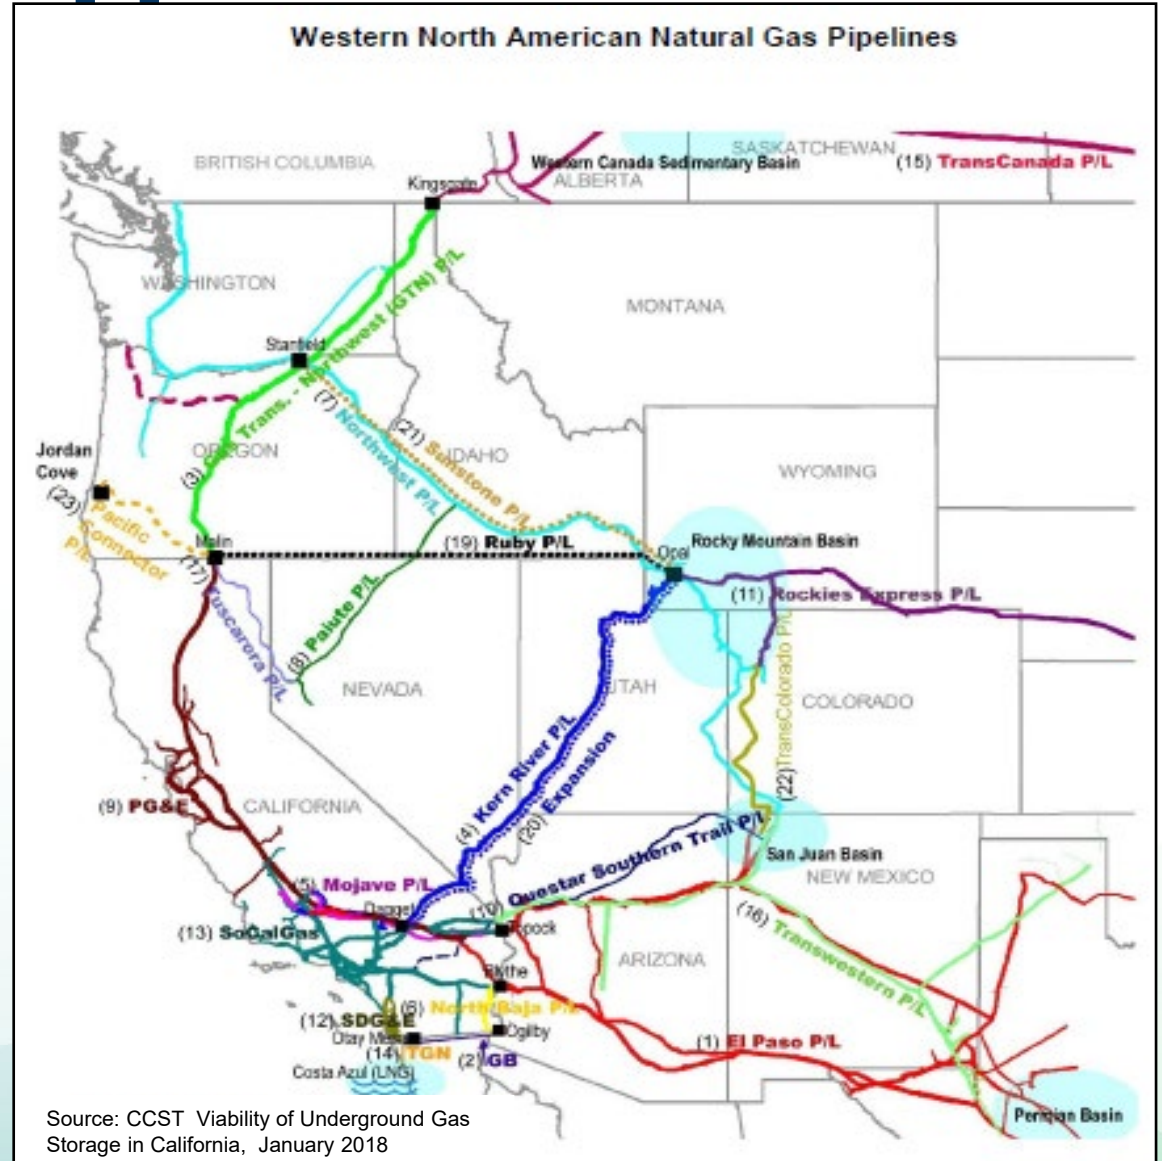 Western North American Natural Gas Pipelines
BRITISH COLUMBIA
Western Canada Sedimentary Basin
SASKATCHEWAN
(15) TransCanada P/L
ALBERTA
Kingsgate
WASHINGTON
MONTANA
Stanfield
(3)
Trans. - Northwest (GTN) P/L
OREGON
(7) Northwest P/L
(21) Sunstone P/L
IDAHO
WYOMING
Jordan
Cove
(23)
Pacific
Connector
P/L
Malin
(19) Ruby P/L
Opal
Rocky Mountain Basin
(11) Rockies Express P/L
(17)
Tuscarora P/L
(8) Paiute P/L
NEVADA
UTAH
COLORADO
(22)TransColorado P/L
(4) Kern River P/L
(20) Expansion
(9) PG&E
CALIFORNIA
Questar Southern Trail P/L
San Juan Basin
NEW MEXICO
(5) Mojave P/L
Dagget
Topock
(13) SoCalGas
(16) Transwestern P/L
ARIZONA
Blythe
(6) North Baja P/L
(12) SDG&E
Otay Mesa
Ogilby
(14) TGN
(2) GB
(1) El Paso P/L
Costa Azul (LNG)
Permian Basin
Source: CCST  Viability of Underground Gas
Storage in California,  January 2018